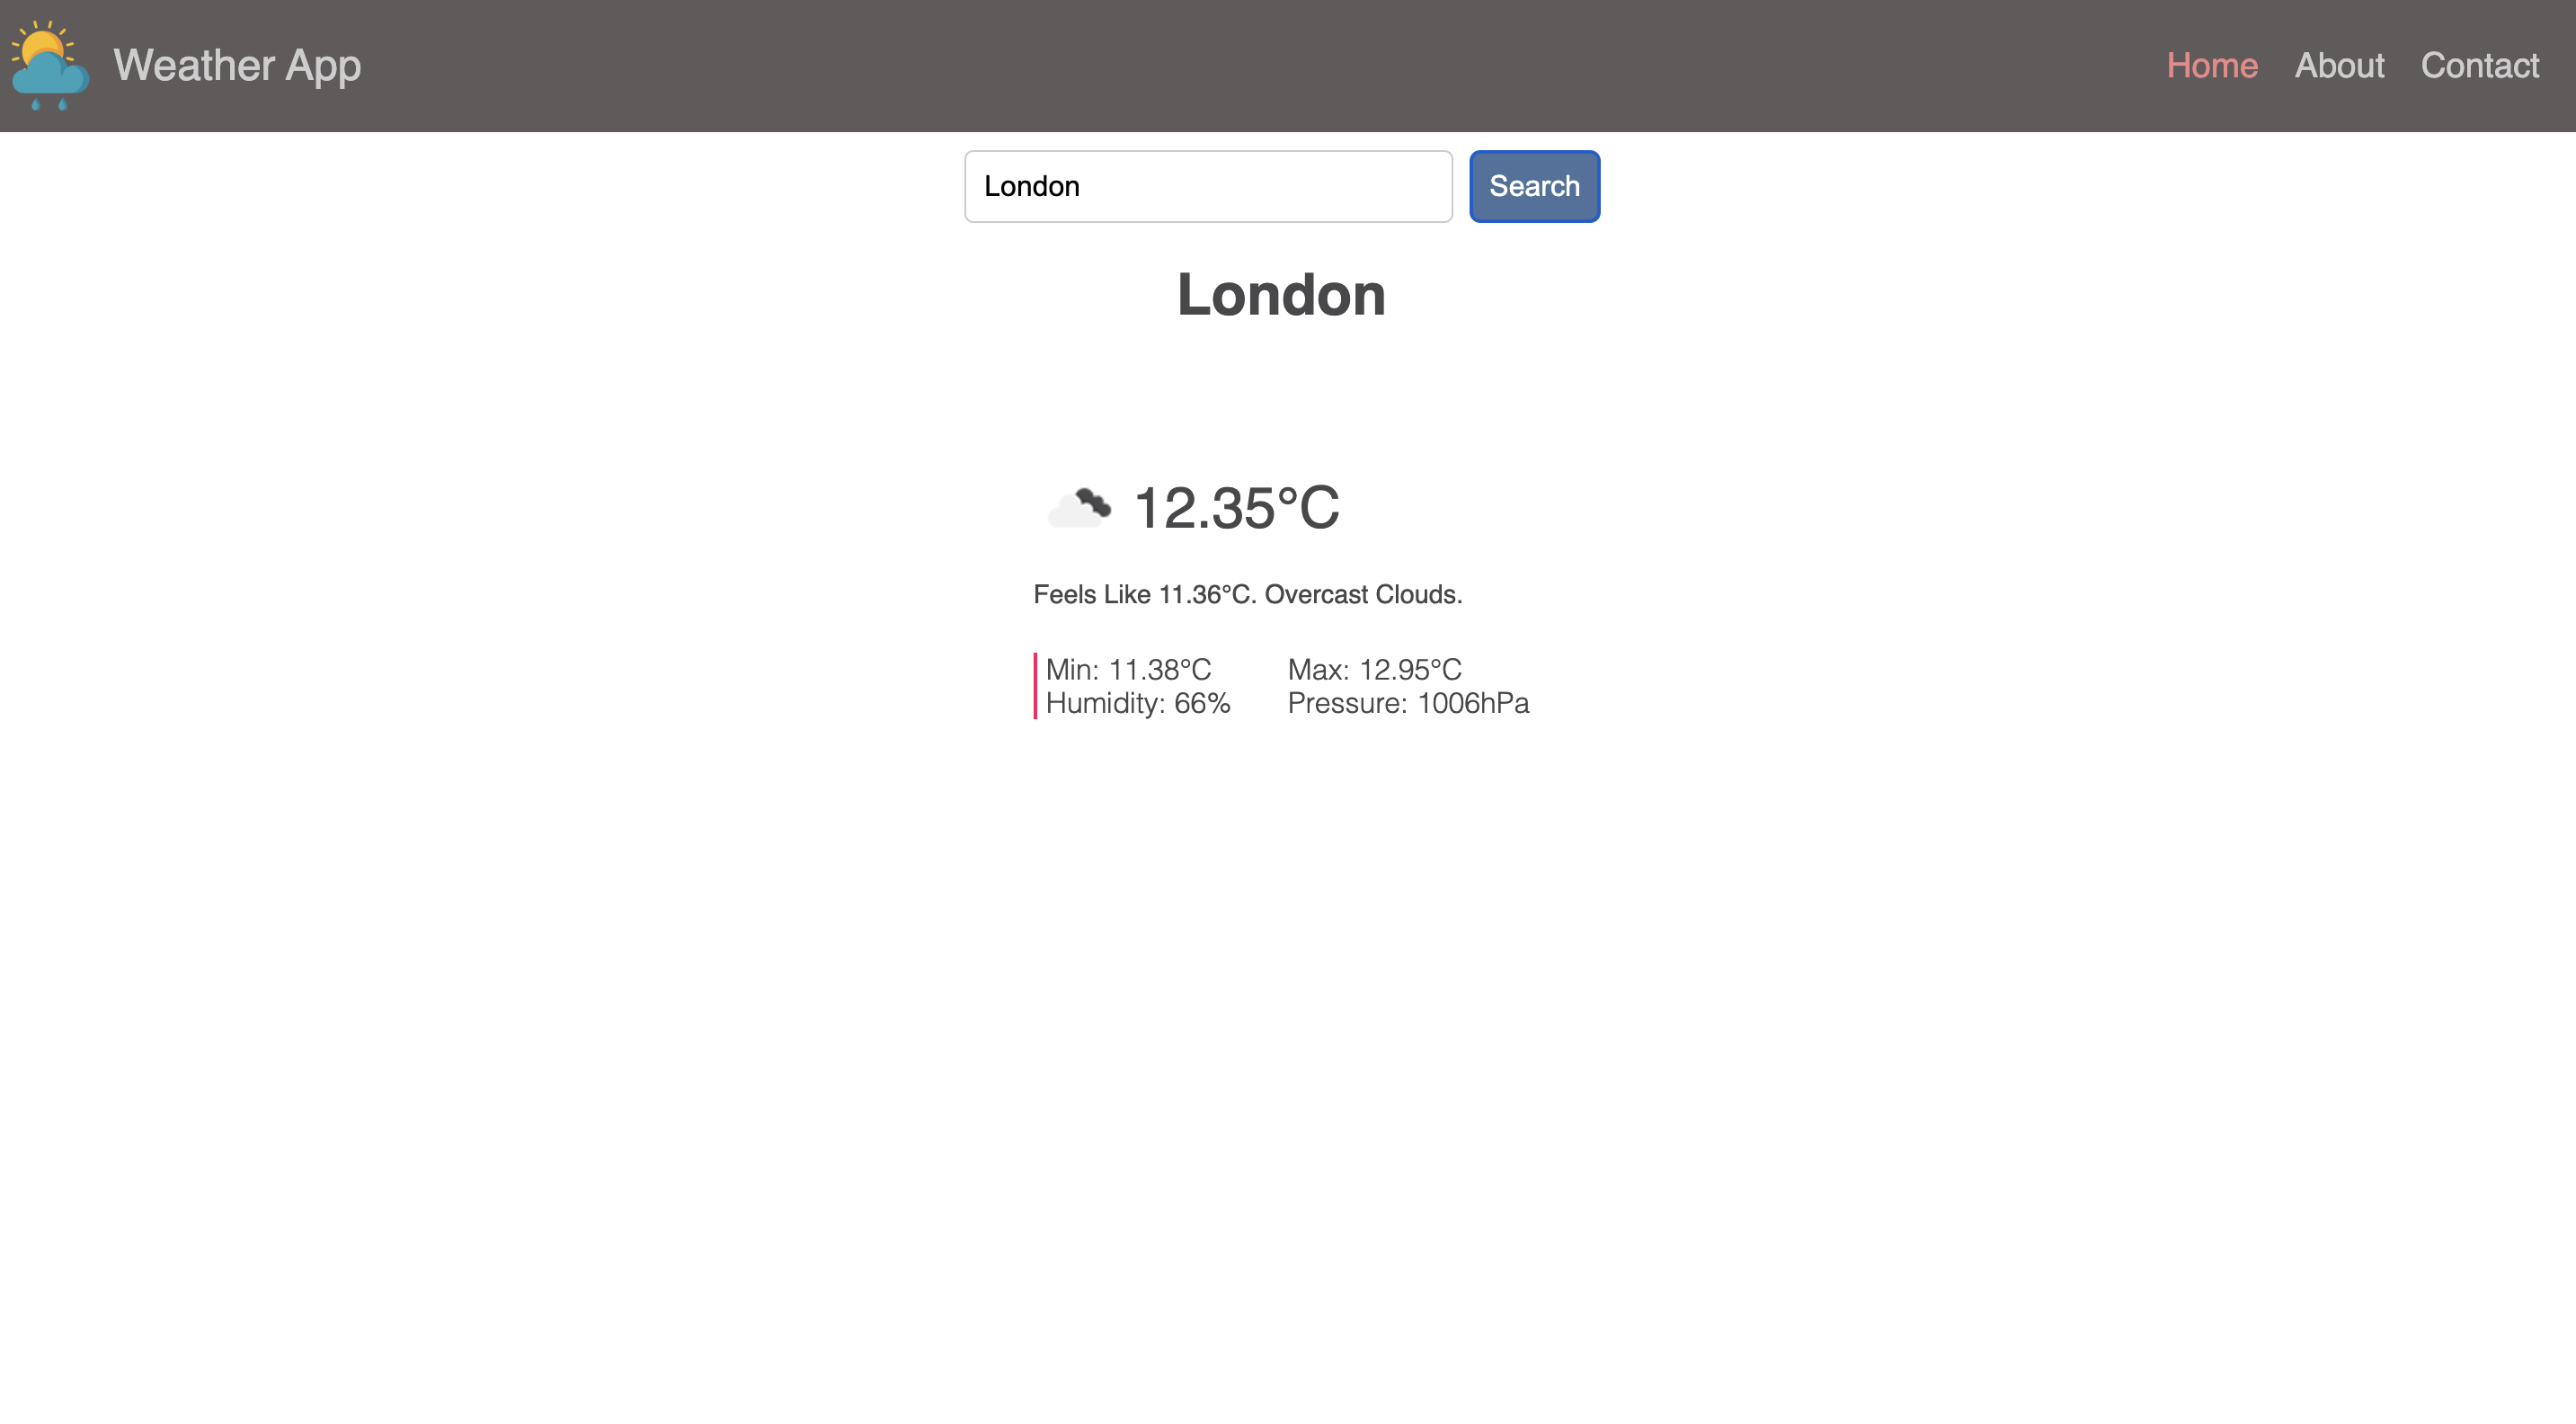 Weather App
Home About Contact
London Search
London
12.35°C
Feels Like 11.36°C. Overcast Clouds.
Min: 11.38°C Max: 12.95°C
Humidity: 66% Pressure: 1006hPa